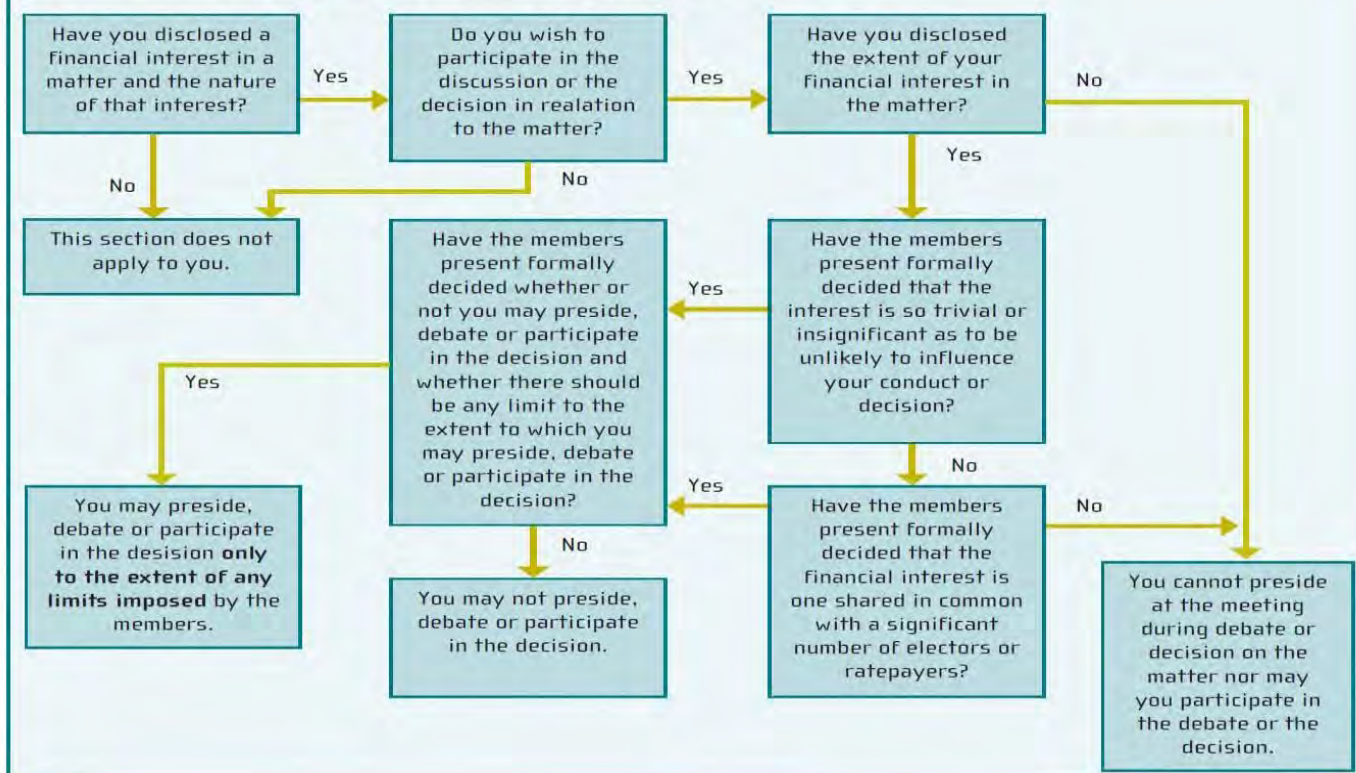 Have you disclosed a
financial interest in a
matter and the nature
of that interest?
Yes
Do you wish to
participate in the
discussion or the
decision in realation
to the matter?
Yes
Have you disclosed
the extent of your
financial interest in
the matter?
No
No
No
Yes
This section does not
apply to you.
Have the members
present formally
decided whether or
not you may preside,
debate or participate
in the decision and
whether there should
be any limit to the
extent to which you
may preside, debate
or participate in the
decision?
Yes
Have the members
present formally
decided that the
interest is so trivial or
insignificant as to be
unlikely to influence
your conduct or
decision?
Yes
No
You may preside,
debate or participate
in the desision only
to the extent of any
limits imposed by the
members.
Yes
Have the members
present formally
decided that the
financial interest is
one shared in common
with a significant
number of electors or
ratepayers?
No
No
You may not preside,
debate or participate
in the decision.
You cannot preside
at the meeting
during debate or
decision on the
matter nor may
you participate in
the debate or the
decision.